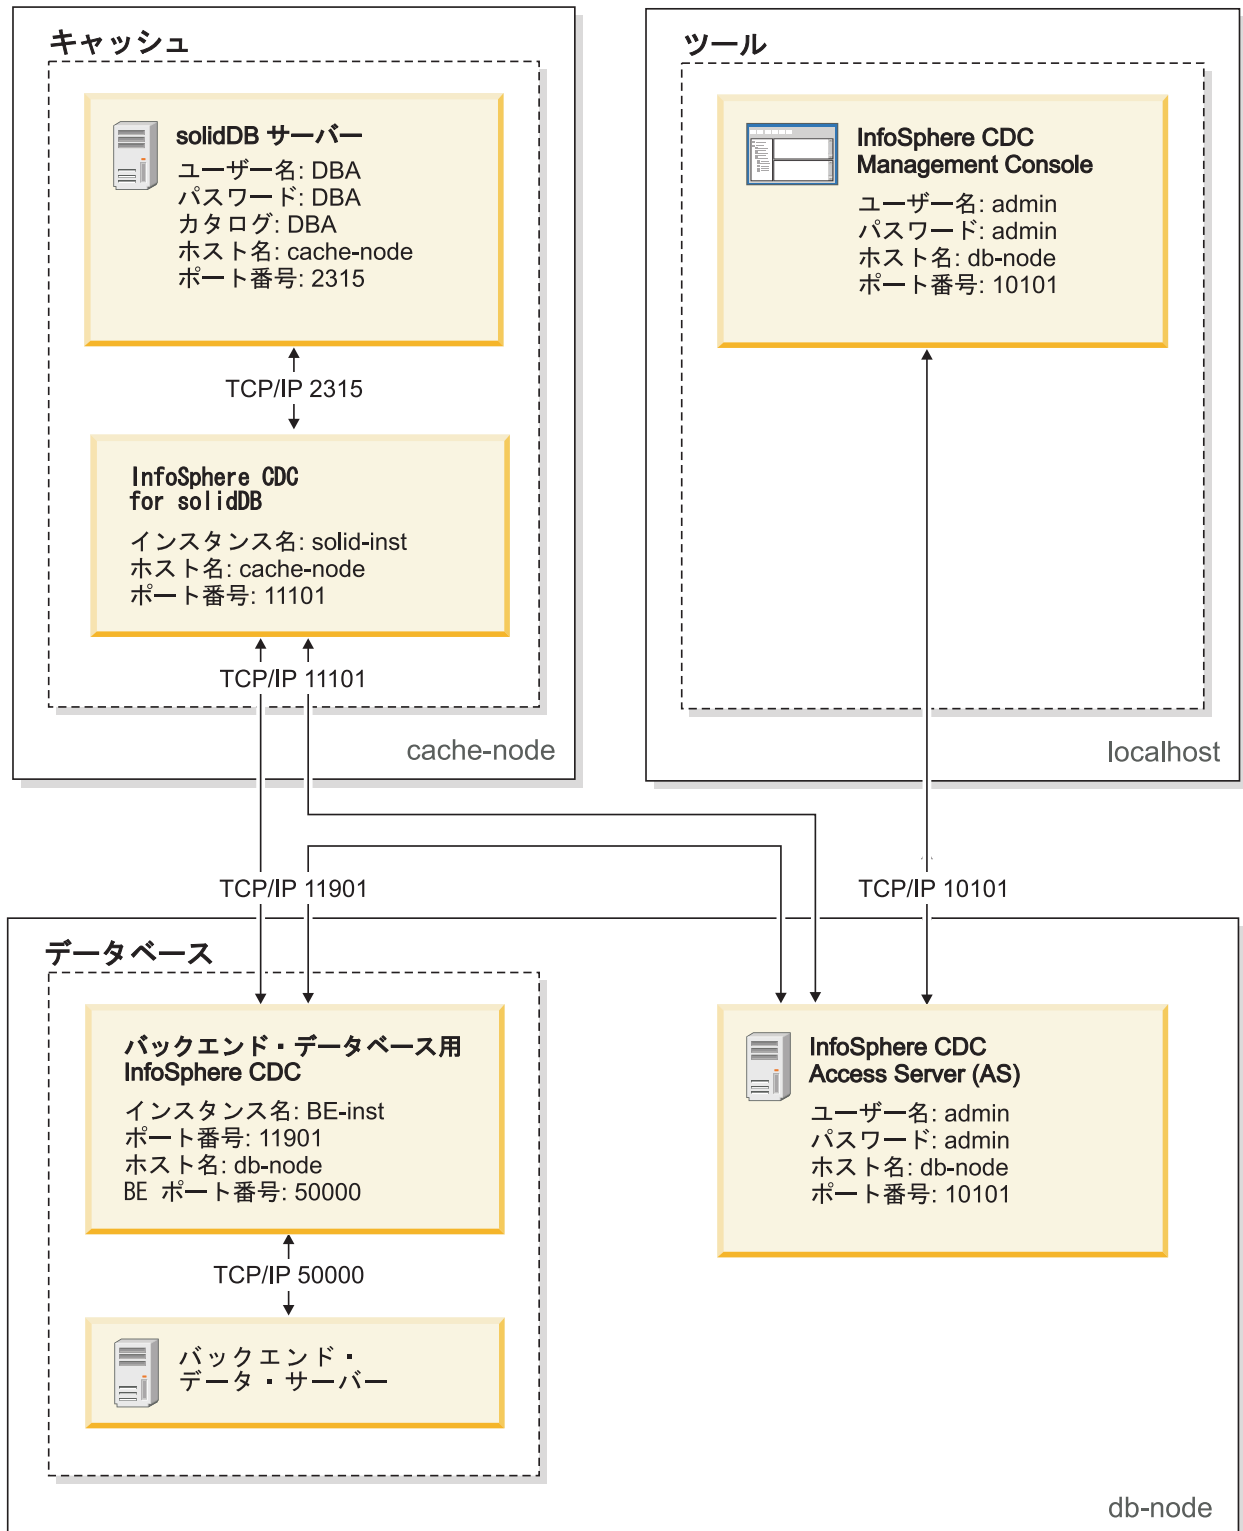 キャッシュ
solidDB サーバー
ユーザー名: DBA
パスワード: DBA
カタログ: DBA
ホスト名: cache-node
ポート番号: 2315
TCP/IP 2315
InfoSphere CDC
for solidDB
インスタンス名: solid-inst
ホスト名: cache-node
ポート番号: 11101
TCP/IP 11101
cache-node
ツール
InfoSphere CDC
Management Console
ユーザー名: admin
パスワード: admin
ホスト名: db-node
ポート番号: 10101
localhost
TCP/IP 11901
TCP/IP 10101
データベース
バックエンド・データベース用
InfoSphere CDC
インスタンス名: BE-inst
ポート番号: 11901
ホスト名: db-node
BE ポート番号: 50000
TCP/IP 50000
バックエンド・
データ・サーバー
InfoSphere CDC
Access Server (AS)
ユーザー名: admin
パスワード: admin
ホスト名: db-node
ポート番号: 10101
db-node